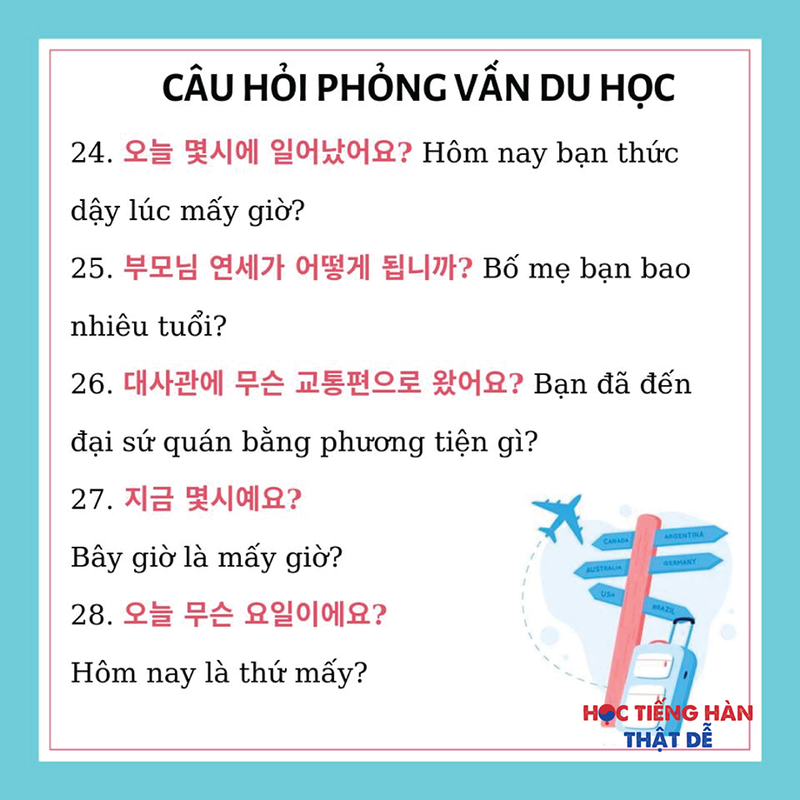 CÂU HỎI PHỎNG VẤN DU HỌC
24. 오늘 몇시에 일어났어요? Hôm nay bạn thức
dậy lúc mấy giờ?
25. 부모님 연세가 어떻게 됩니까? Bố mẹ bạn bao
nhiêu tuổi?
26. 대사관에 무슨 교통편으로 왔어요? Bạn đã đến
đại sứ quán bằng phương tiện gì?
27. 지금 몇시예요?
Bây giờ là mấy giờ?
28. 오늘 무슨 요일이에요?
Hôm nay là thứ mấy?
CANADA
ARGENTINA
AUSTRALIA
GERMANY
USA
BRAZIL
HỌC TIẾNG HÀN
THẬT DỄ